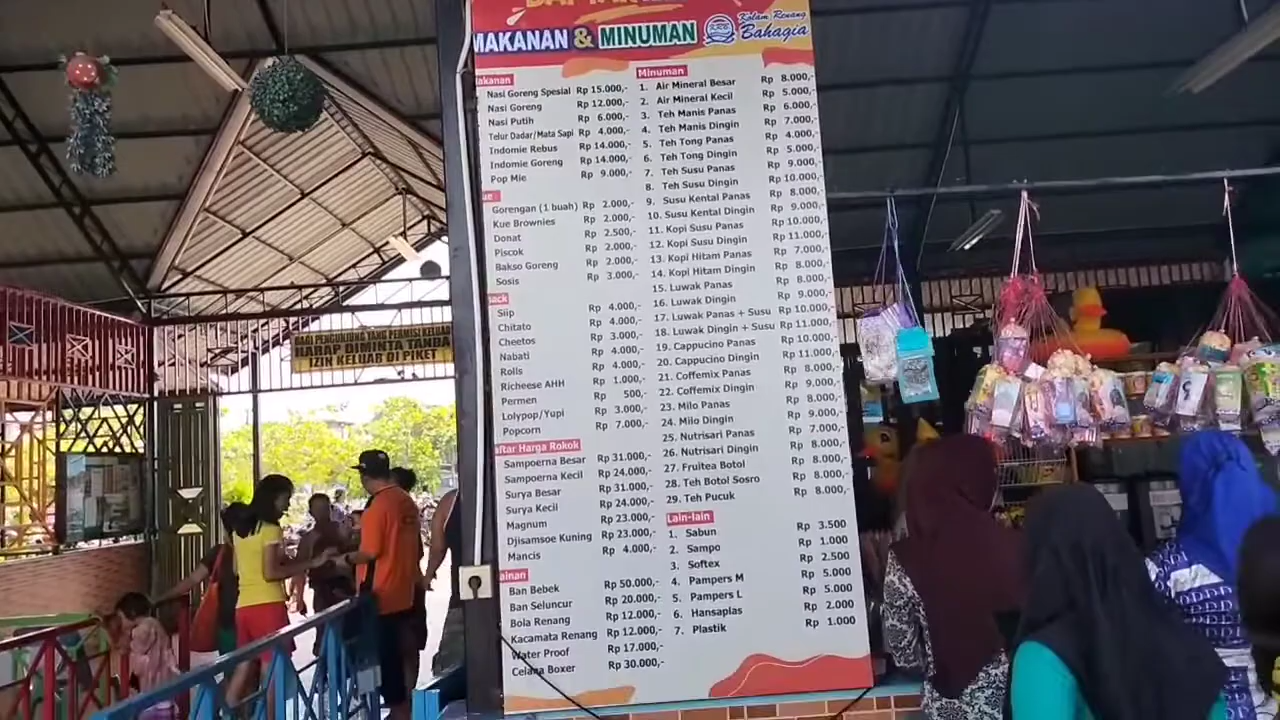 MAKANAN & MINUMAN
Kolam Renang
Bahagia
akanan
Nasi Goreng Spesial Rp 15.000,-
Nasi Goreng Rp 12.000,-
Nasi Putih Rp 6.000,-
Telur Dadar/Mata Sapi Rp 4.000,-
Indomie Rebus Rp 14.000,-
Indomie Goreng Rp 14.000,-
Pop Mie Rp 9.000,-
ue
Gorengan (1 buah) Rp 2.000,-
Kue Brownies Rp 2.000,-
Donat Rp 2.500,-
Piscok Rp 2.000,-
Bakso Goreng Rp 2.000,-
Sosis Rp 3.000,-
ack
Siip Rp 4.000,-
Chitato Rp 4.000,-
Cheetos Rp 3.000,-
Nabati Rp 4.000,-
Rolls Rp 4.000,-
Richeese AHH Rp 1.000,-
Permen Rp 500,-
Lolypop/Yupi Rp 3.000,-
Popcorn Rp 7.000,-
aftar Harga Rokok
Sampoerna Besar Rp 31.000,-
Sampoerna Kecil Rp 24.000,-
Surya Besar Rp 31.000,-
Surya Kecil Rp 24.000,-
Magnum Rp 23.000,-
Djisamsoe Kuning Rp 23.000,-
Mancis Rp 4.000,-
ainan
Ban Bebek Rp 50.000,-
Ban Seluncur Rp 20.000,-
Bola Renang Rp 12.000,-
Kacamata Renang Rp 12.000,-
Water Proof Rp 17.000,-
Celana Boxer Rp 30.000,-
Minuman
1. Air Mineral Besar Rp 8.000,-
2. Air Mineral Kecil Rp 5.000,-
3. Teh Manis Panas Rp 6.000,-
4. Teh Manis Dingin Rp 7.000,-
5. Teh Tong Panas Rp 4.000,-
6. Teh Tong Dingin Rp 5.000,-
7. Teh Susu Panas Rp 9.000,-
8. Teh Susu Dingin Rp 10.000,-
9. Susu Kental Panas Rp 8.000,-
10. Susu Kental Dingin Rp 9.000,-
11. Kopi Susu Panas Rp 10.000,-
12. Kopi Susu Dingin Rp 11.000,-
13. Kopi Hitam Panas Rp 7.000,-
14. Kopi Hitam Dingin Rp 8.000,-
15. Luwak Panas Rp 8.000,-
16. Luwak Dingin Rp 9.000,-
17. Luwak Panas + Susu Rp 10.000,-
18. Luwak Dingin + Susu Rp 11.000,-
19. Cappucino Panas Rp 10.000,-
20. Cappucino Dingin Rp 11.000,-
21. Coffemix Panas Rp 8.000,-
22. Coffemix Dingin Rp 9.000,-
23. Milo Panas Rp 8.000,-
24. Milo Dingin Rp 9.000,-
25. Nutrisari Panas Rp 7.000,-
26. Nutrisari Dingin Rp 8.000,-
27. Fruitea Botol Rp 8.000,-
28. Teh Botol Sosro Rp 8.000,-
29. Teh Pucuk Rp 8.000,-
Lain-lain
1. Sabun Rp 3.500
2. Sampo Rp 1.000
3. Softex Rp 2.500
4. Pampers M Rp 5.000
5. Pampers L Rp 5.000
6. Hansaplas Rp 2.000
7. Plastik Rp 1.000
BAGI PENGUNJUNG YANG PERMISI KELUAR
HARAP DIMINTA TANDA
IZIN KELUAR DI PIKET